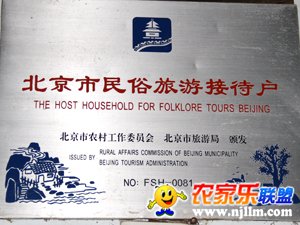 北京市民俗旅游接待户
THE HOST HOUSEHOLD FOR FOLKLORE TOURS BEIJING
北京市农村工作委员会 北京市旅游局 颁发
ISSUED BY RURAL AFFAIRS COMMISSION OF BEIJING MUNICIPALITY
BEIJING TOURISM ADMINISTRATION
NO: FSH-0081
农家乐联盟
www.njllm.com